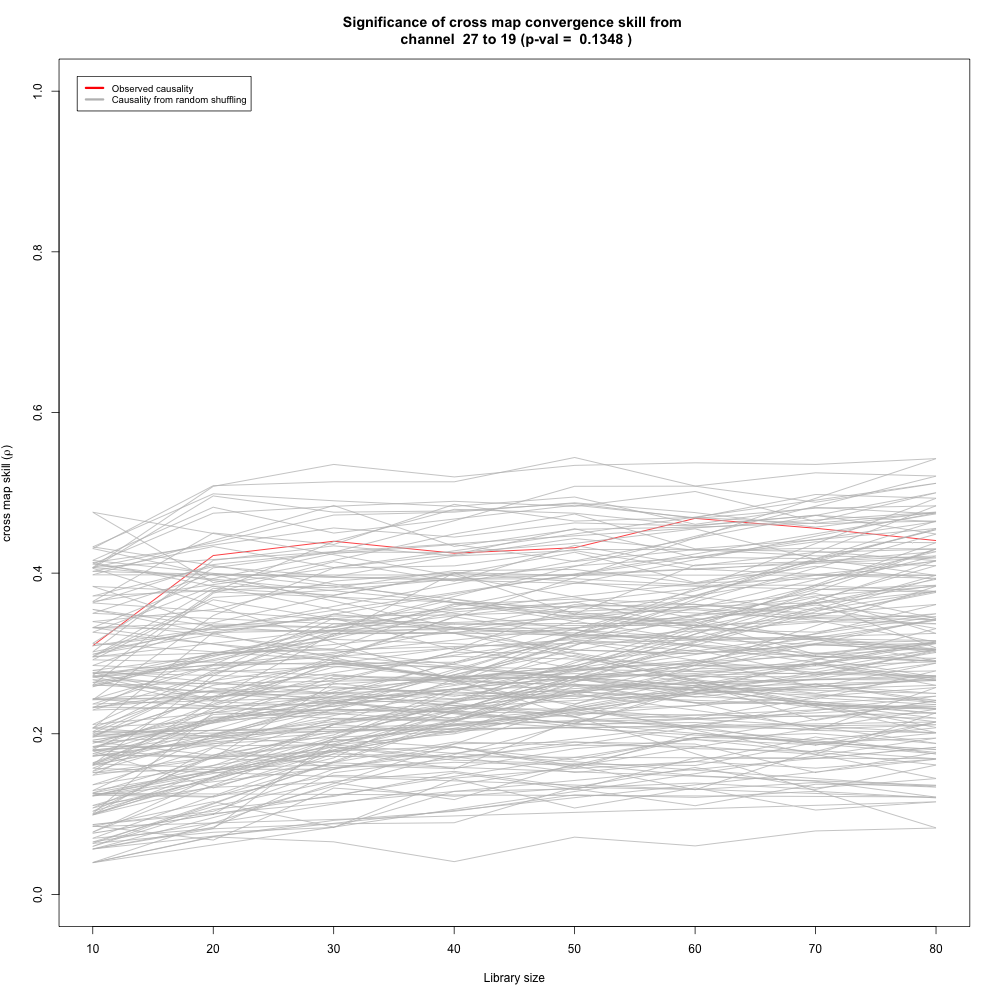 Significance of cross map convergence skill from
channel  27 to 19 (p-val =  0.1348 )
Observed causality
Causality from random shuffling
1.0
0.8
0.6
0.4
0.2
0.0
cross map skill (ρ)
10 20 30 40 50 60 70 80
Library size